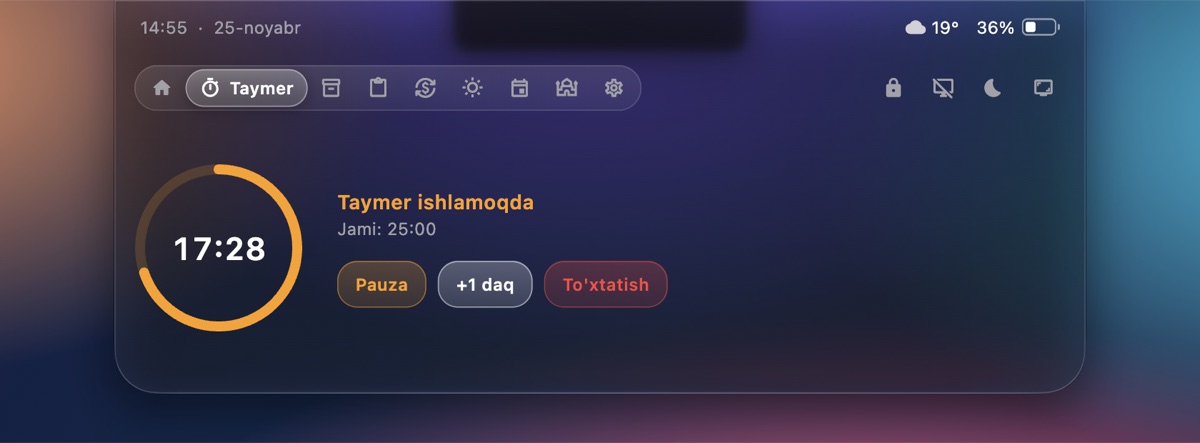 14:55 · 25-noyabr
19° 36%
Taymer
17:28
Taymer ishlamoqda
Jami: 25:00
Pauza +1 daq To'xtatish